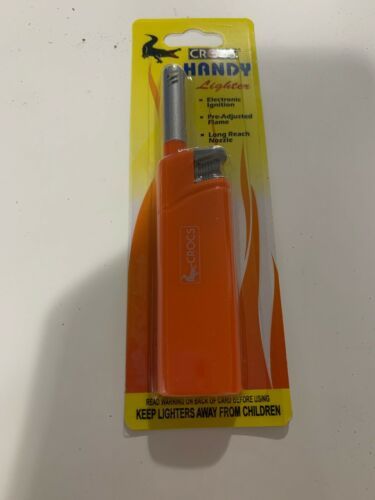 CROCS
HANDY
Lighter
Electronic
Ignition
Pre-Adjusted
Flame
Long Reach
Nozzle
CROCS
READ WARNING ON BACK OF CARD BEFORE USING
KEEP LIGHTERS AWAY FROM CHILDREN